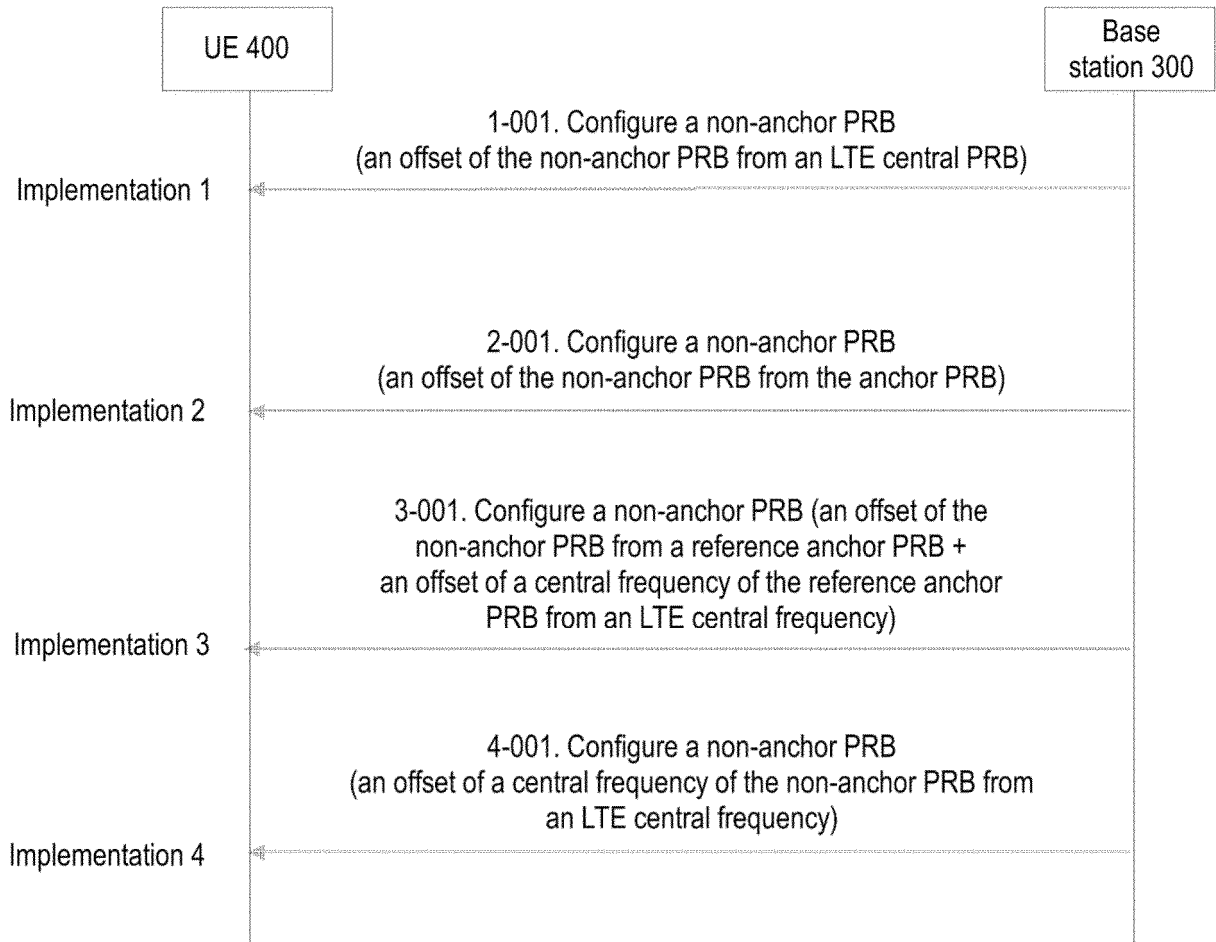 UE 400
Base
station 300
1-001. Configure a non-anchor PRB
(an offset of the non-anchor PRB from an LTE central PRB)
Implementation 1
2-001. Configure a non-anchor PRB
(an offset of the non-anchor PRB from the anchor PRB)
Implementation 2
3-001. Configure a non-anchor PRB (an offset of the
non-anchor PRB from a reference anchor PRB +
an offset of a central frequency of the reference anchor
PRB from an LTE central frequency)
Implementation 3
4-001. Configure a non-anchor PRB
(an offset of a central frequency of the non-anchor PRB from
an LTE central frequency)
Implementation 4